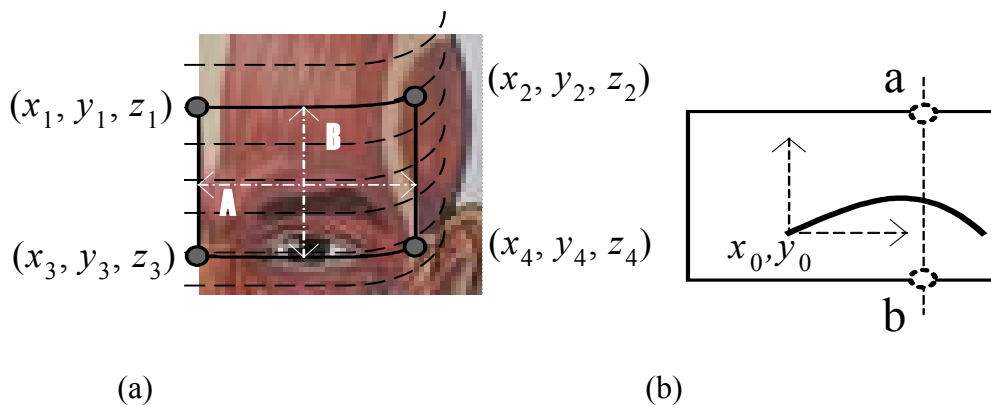 (x₁, y₁, z₁)
(x₂, y₂, z₂)
B
A
(x₃, y₃, z₃)
(x₄, y₄, z₄)
a
x₀,y₀
b
(a)
(b)